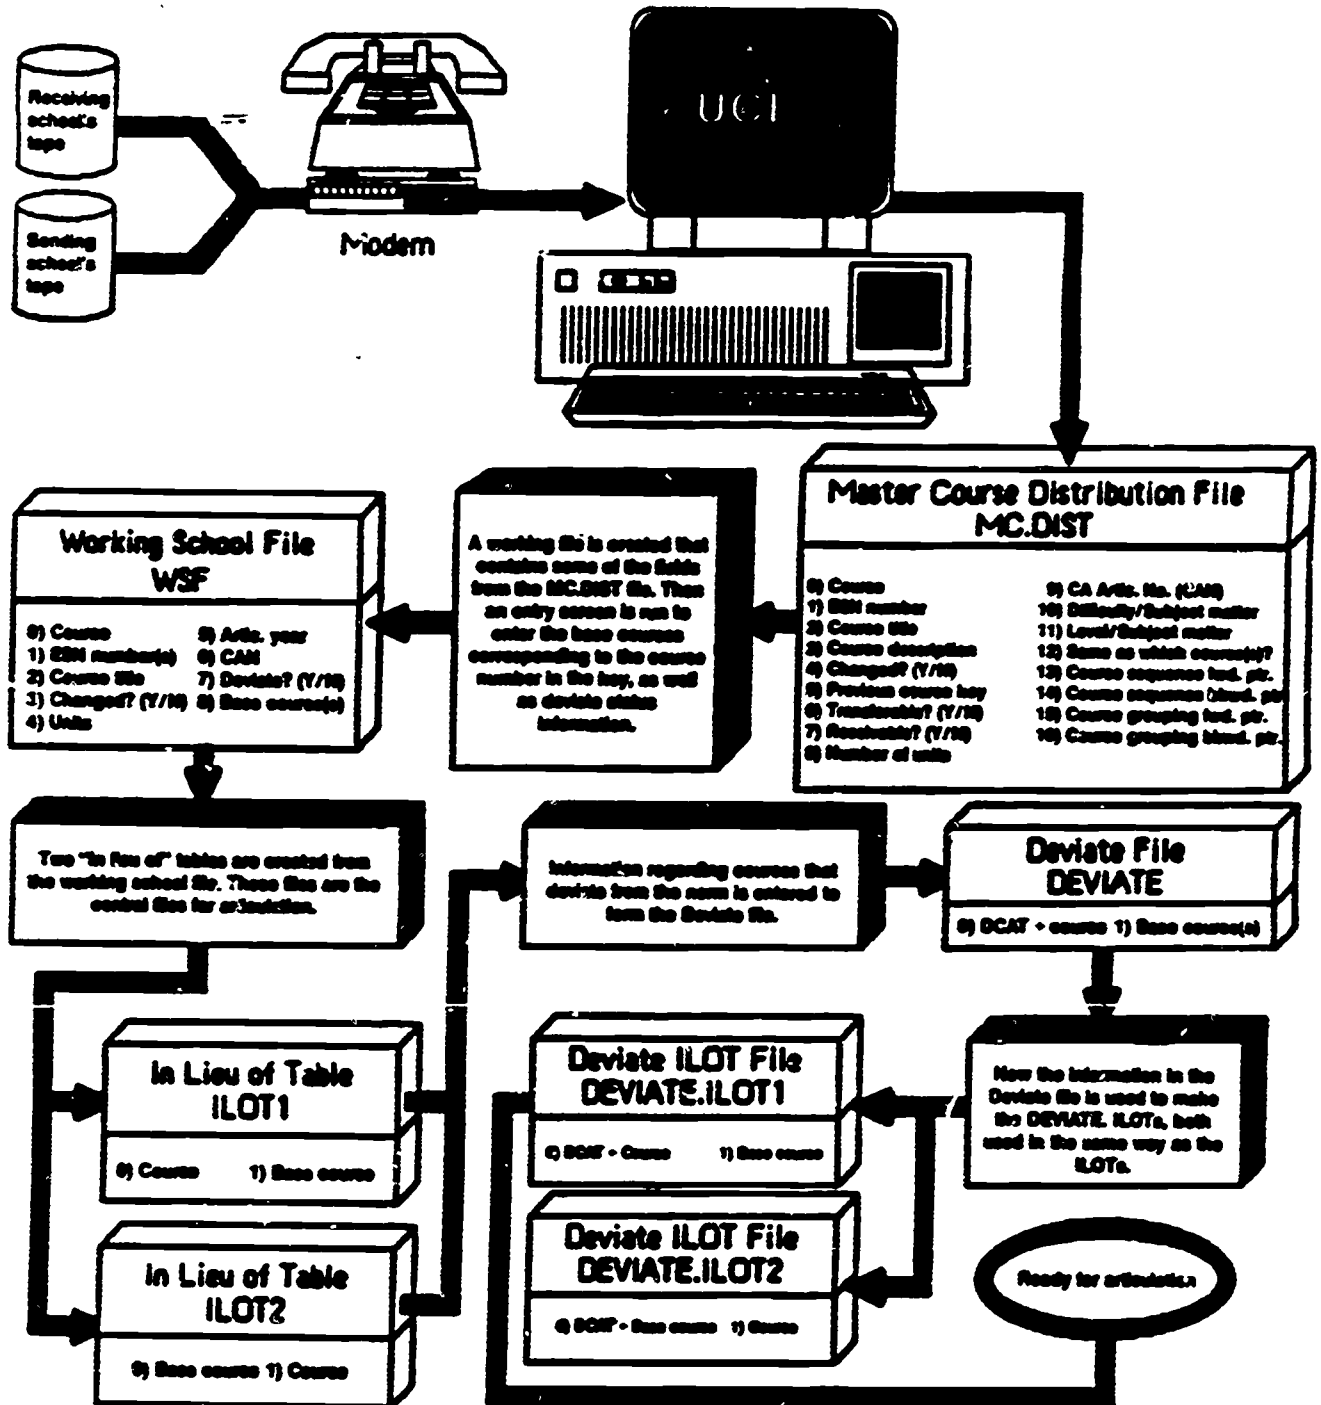 Receiving
school's
tape
Sending
school's
tape
Modem
UCI
Master Course Distribution File
MC.DIST
0) Course
1) number
2) Course title
3) Course description
4) Changed? (Y/N)
5) Previous course key
6) Transferable? (Y/N)
7) (Y/N)
8) Number of units
9) CA Artic. No. (CAN)
10) Difficulty/Subject matter
11) Level/Subject matter
12) Same as which course(s)?
13) Course sequence fwd. ptr.
14) Course sequence bkwd. ptr.
15) Course grouping fwd. ptr.
16) Course grouping bkwd. ptr.
A working file is created that
contains some of the fields
from the MC.DIST file. Then
an entry screen is run to
enter the base courses
corresponding to the course
number in the key, as well
as deviate status
information.
Working School File
WSF
0) Course
1) number(s)
2) Course title
3) Changed? (Y/N)
4) Units
5) Artic. year
6) CAN
7) Deviate? (Y/N)
8) Base course(s)
Two "in lieu of" tables are created from
the working school file. These files are the
central files for articulation.
In Lieu of Table
ILOT1
0) Course 1) Base course
In Lieu of Table
ILOT2
0) Base course 1) Course
Information regarding courses that
deviate from the norm is entered to
form the Deviate file.
Deviate File
DEVIATE
0) DCAT + course 1) Base course(s)
Now the information in the
Deviate file is used to make
the DEVIATE. ILOTs, both
used in the same way as the
ILOTs.
Deviate ILOT File
DEVIATE.ILOT1
0) DCAT + Course 1) Base course
Deviate ILOT File
DEVIATE.ILOT2
0) DCAT + Base course 1) Course
Ready for articulation